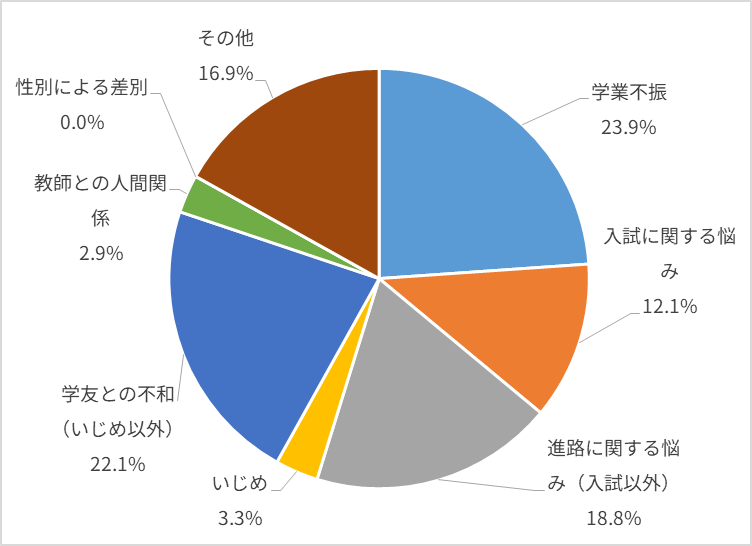 学業不振
23.9%
入試に関する悩
み
12.1%
進路に関する悩
み（入試以外）
18.8%
いじめ
3.3%
学友との不和
（いじめ以外）
22.1%
教師との人間関
係
2.9%
性別による差別
0.0%
その他
16.9%